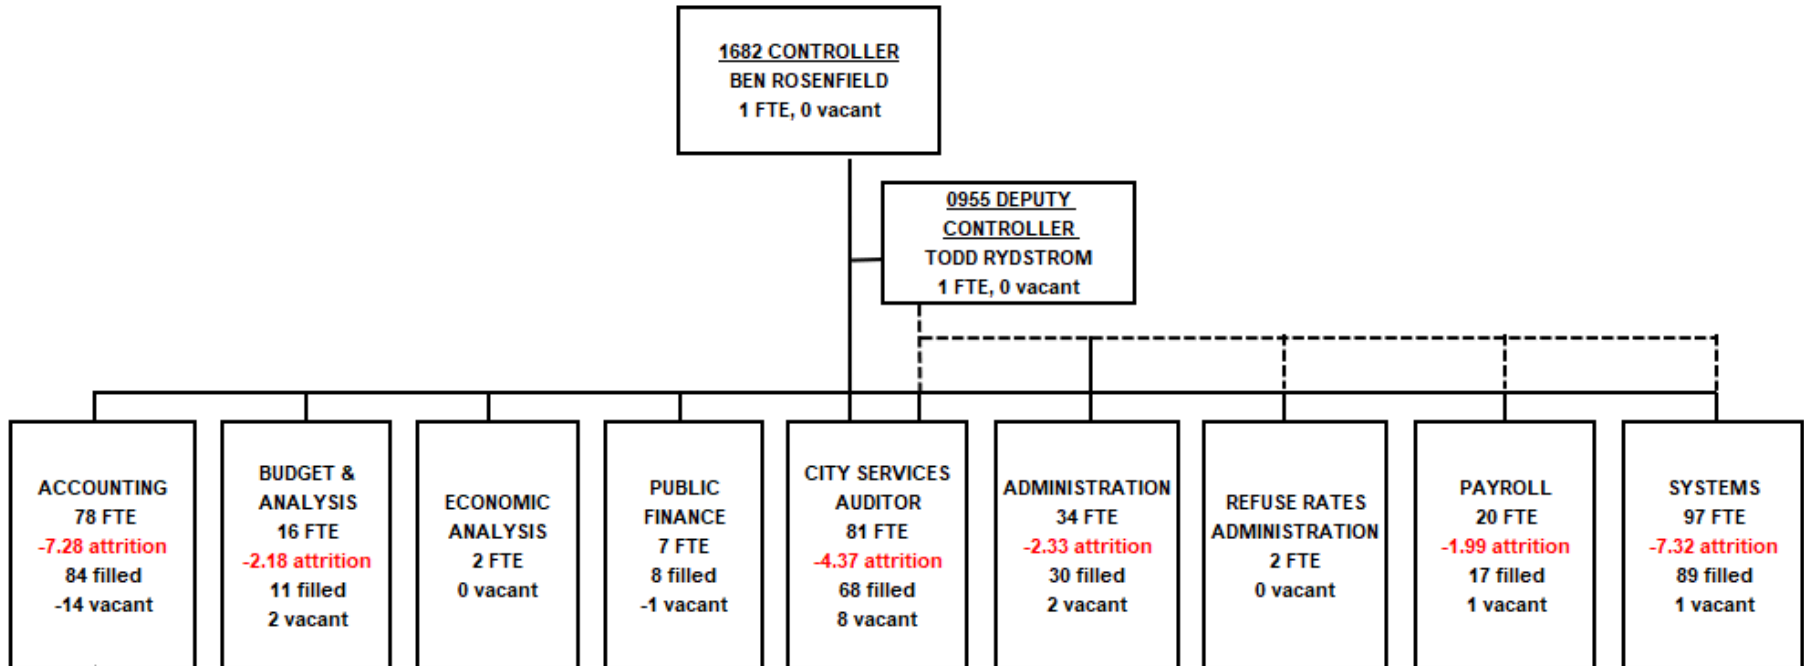 1682 CONTROLLER
BEN ROSENFIELD
1 FTE, 0 vacant
0955 DEPUTY
CONTROLLER
TODD RYDSTROM
1 FTE, 0 vacant
ACCOUNTING
78 FTE
-7.28 attrition
84 filled
-14 vacant
BUDGET &
ANALYSIS
16 FTE
-2.18 attrition
11 filled
2 vacant
ECONOMIC
ANALYSIS
2 FTE
0 vacant
PUBLIC
FINANCE
7 FTE
8 filled
-1 vacant
CITY SERVICES
AUDITOR
81 FTE
-4.37 attrition
68 filled
8 vacant
ADMINISTRATION
34 FTE
-2.33 attrition
30 filled
2 vacant
REFUSE RATES
ADMINISTRATION
2 FTE
0 vacant
PAYROLL
20 FTE
-1.99 attrition
17 filled
1 vacant
SYSTEMS
97 FTE
-7.32 attrition
89 filled
1 vacant